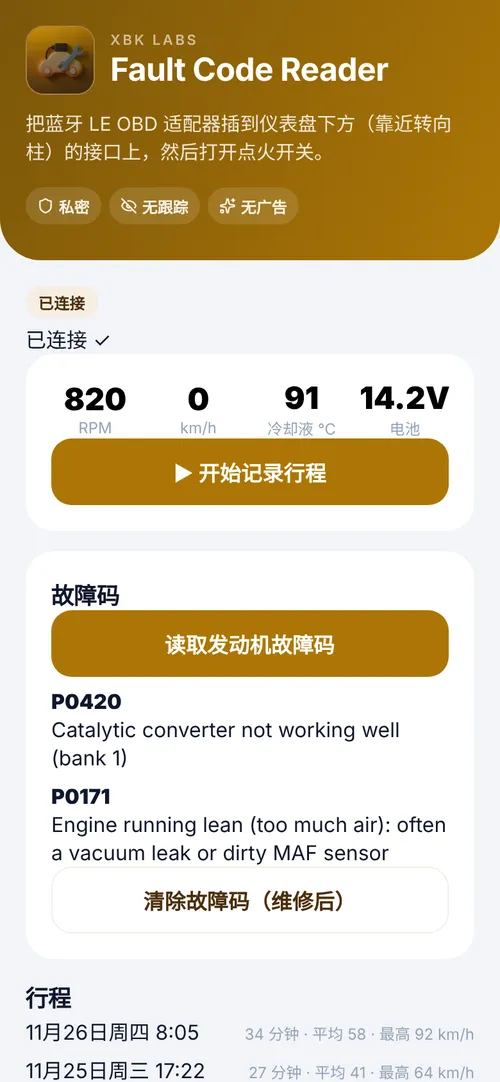 XBK LABS
Fault Code Reader
把蓝牙 LE OBD 适配器插到仪表盘下方（靠近转向
柱）的接口上，然后打开点火开关。
私密 无跟踪 无广告
已连接
已连接 ✓
820 0 91 14.2V
RPM km/h 冷却液 °C 电池
▶ 开始记录行程
故障码
读取发动机故障码
P0420
Catalytic converter not working well
(bank 1)
P0171
Engine running lean (too much air): often
a vacuum leak or dirty MAF sensor
清除故障码（维修后）
行程
11月26日周四 8:05 34 分钟 · 平均 58 · 最高 92 km/h
11月25日周三 17:22 27 分钟 · 平均 41 · 最高 64 km/h